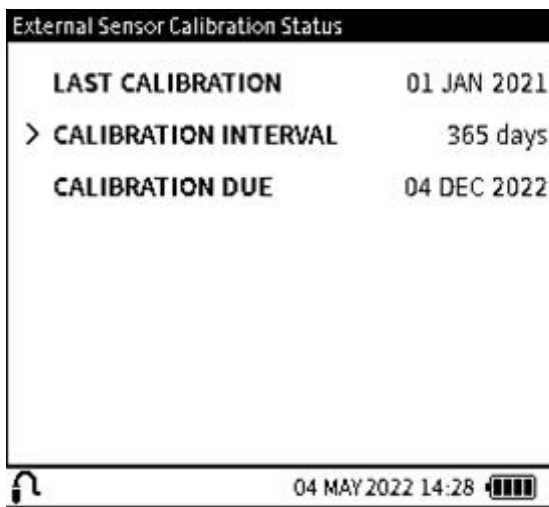 External Sensor Calibration Status
LAST CALIBRATION 01 JAN 2021
> CALIBRATION INTERVAL 365 days
CALIBRATION DUE 04 DEC 2022
04 MAY 2022 14:28